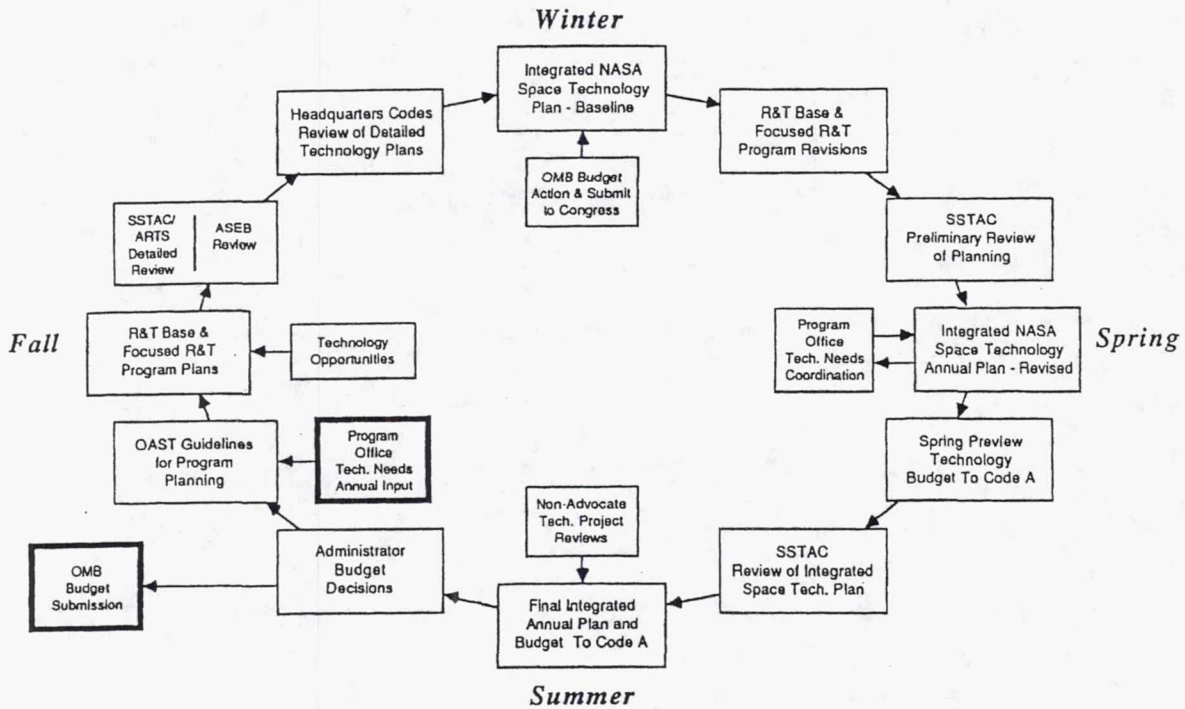 Winter
Integrated NASA
Space Technology
Plan - Baseline
OMB Budget
Action & Submit
to Congress
R&T Base &
Focused R&T
Program Revisions
SSTAC
Preliminary Review
of Planning
Spring
Integrated NASA
Space Technology
Annual Plan - Revised
Program
Office
Tech. Needs
Coordination
Spring Preview
Technology
Budget To Code A
SSTAC
Review of Integrated
Space Tech. Plan
Non-Advocate
Tech. Project
Reviews
Final Integrated
Annual Plan and
Budget To Code A
Summer
Administrator
Budget
Decisions
OMB
Budget
Submission
OAST Guidelines
for Program
Planning
Program
Office
Tech. Needs
Annual Input
Fall
R&T Base &
Focused R&T
Program Plans
Technology
Opportunities
SSTAC/
ARTS
Detailed
Review
ASEB
Review
Headquarters Codes
Review of Detailed
Technology Plans